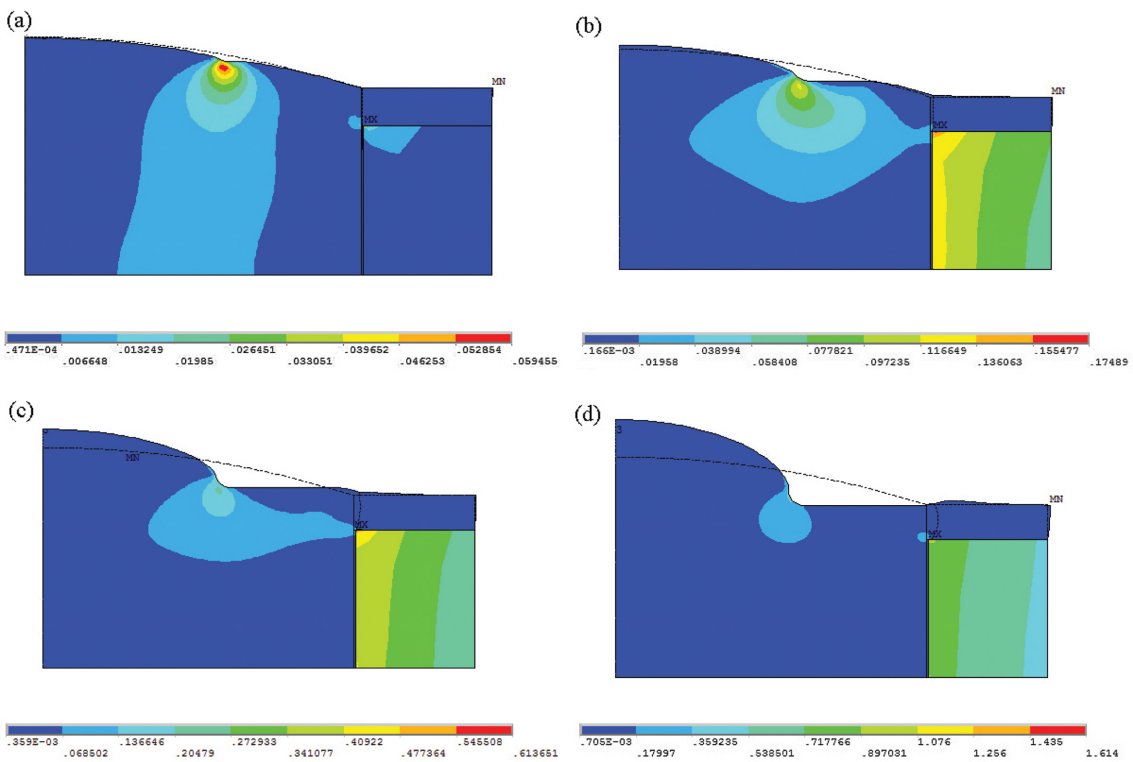 (a)
MN
MX
.471E-04 .013249 .026451 .039652 .052854
.006648 .01985 .033051 .046253 .059455
(b)
MN
MX
.166E-03 .038994 .077821 .116649 .155477
.01958 .058408 .097235 .136063 .17489
(c)
MN
MX
.359E-03 .136646 .272933 .40922 .545508
.068502 .20479 .341077 .477364 .613651
(d)
3
MN
MX
.705E-03 .359235 .717766 1.076 1.435
.17997 .538501 .897031 1.256 1.614